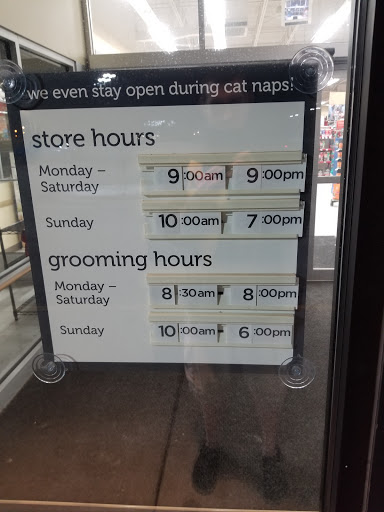 we even stay open during cat naps!
store hours
Monday – Saturday 9:00am 9:00pm
Sunday 10:00am 7:00pm
grooming hours
Monday – Saturday 8:30am 8:00pm
Sunday 10:00am 6:00pm